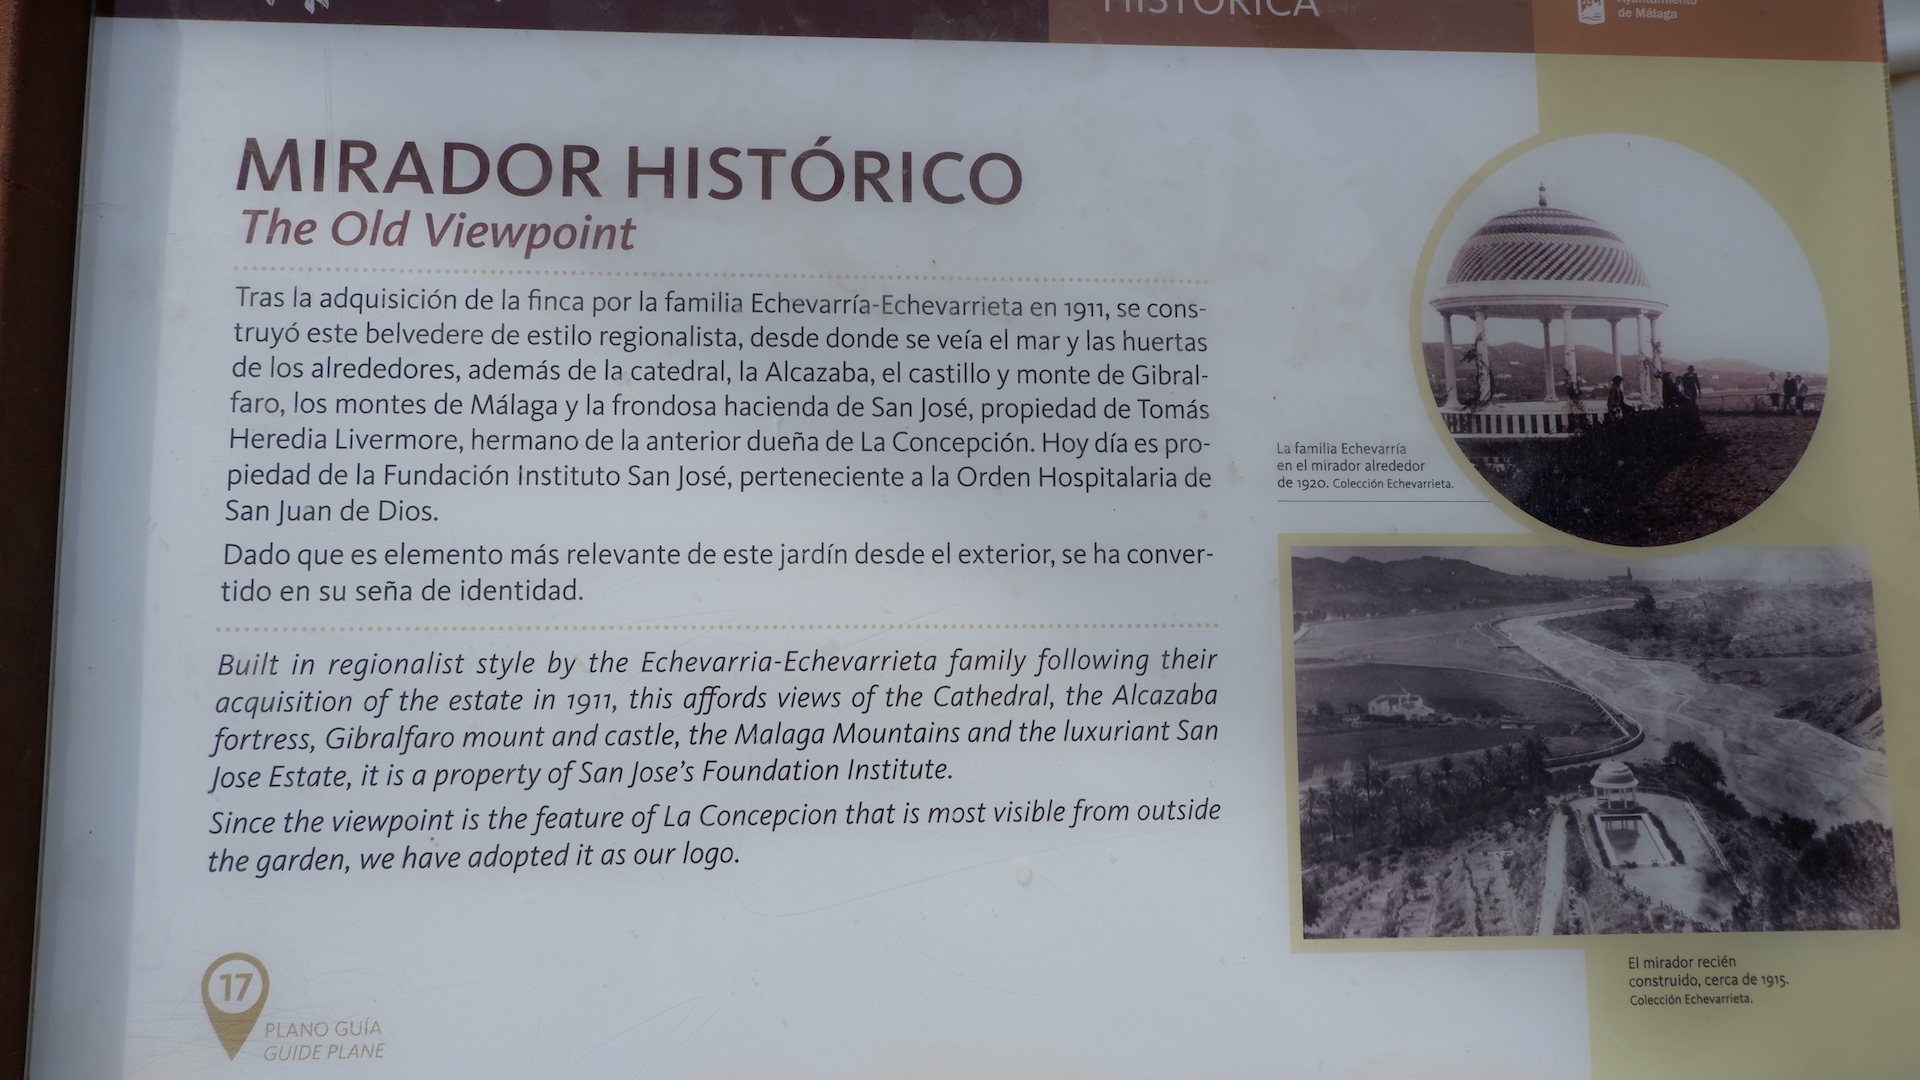 HISTÓRICA
Ayuntamiento
de Málaga
MIRADOR HISTÓRICO
The Old Viewpoint
Tras la adquisición de la finca por la familia Echevarría-Echevarrieta en 1911, se cons-
truyó este belvedere de estilo regionalista, desde donde se veía el mar y las huertas
de los alrededores, además de la catedral, la Alcazaba, el castillo y monte de Gibral-
faro, los montes de Málaga y la frondosa hacienda de San José, propiedad de Tomás
Heredia Livermore, hermano de la anterior dueña de La Concepción. Hoy día es pro-
piedad de la Fundación Instituto San José, perteneciente a la Orden Hospitalaria de
San Juan de Dios.
Dado que es elemento más relevante de este jardín desde el exterior, se ha conver-
tido en su seña de identidad.
Built in regionalist style by the Echevarria-Echevarrieta family following their
acquisition of the estate in 1911, this affords views of the Cathedral, the Alcazaba
fortress, Gibralfaro mount and castle, the Malaga Mountains and the luxuriant San
Jose Estate, it is a property of San Jose's Foundation Institute.
Since the viewpoint is the feature of La Concepcion that is most visible from outside
the garden, we have adopted it as our logo.
17
PLANO GUÍA
GUIDE PLANE
La familia Echevarría
en el mirador alrededor
de 1920. Colección Echevarrieta.
El mirador recién
construido, cerca de 1915.
Colección Echevarrieta.